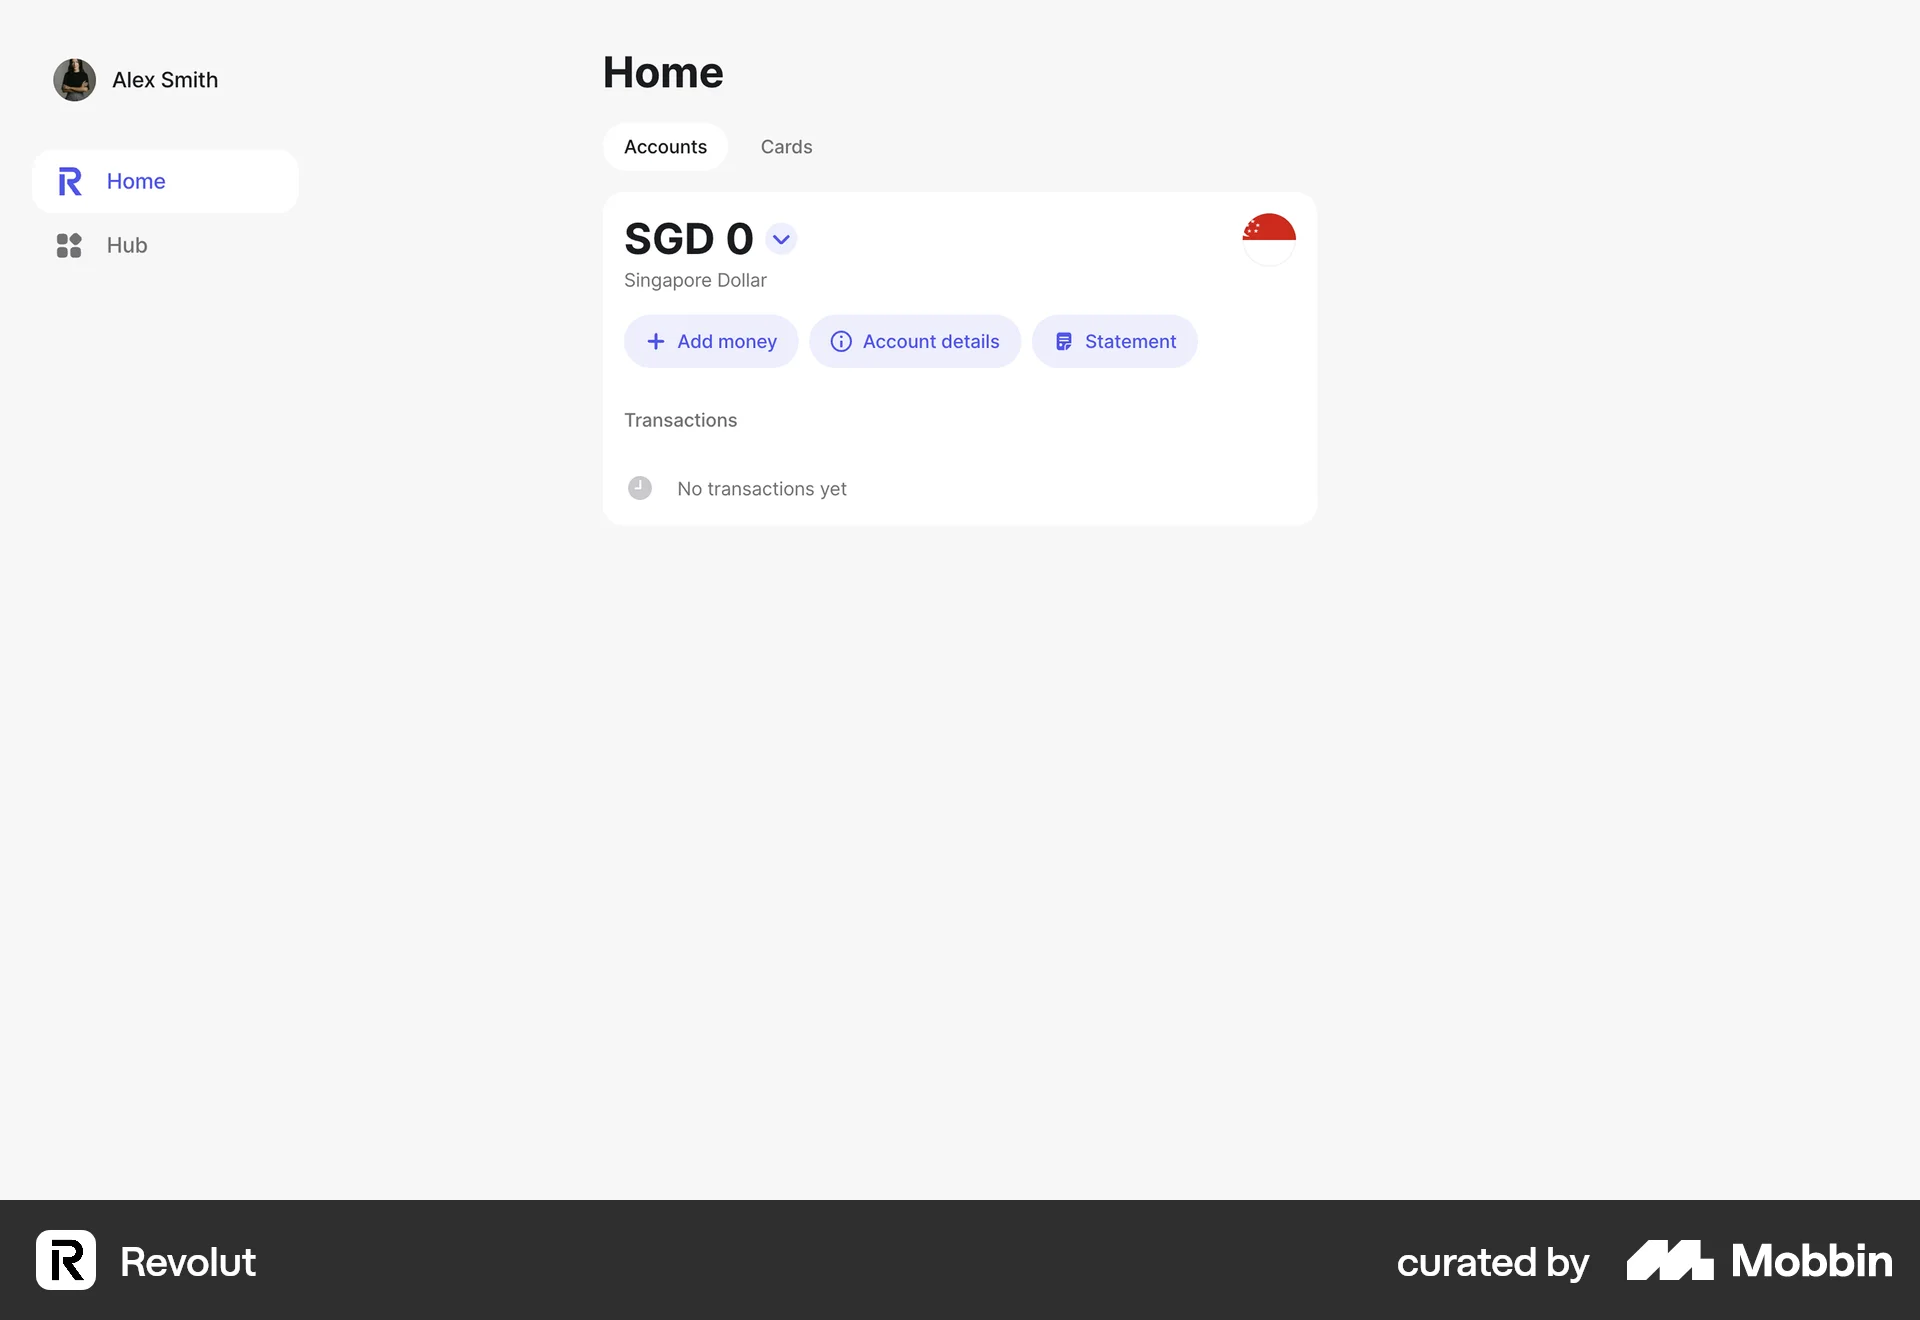 Alex Smith
Home
Hub
Home
Accounts
Cards
SGD 0
Singapore Dollar
Add money
Account details
Statement
Transactions
No transactions yet
Revolut
curated by
Mobbin